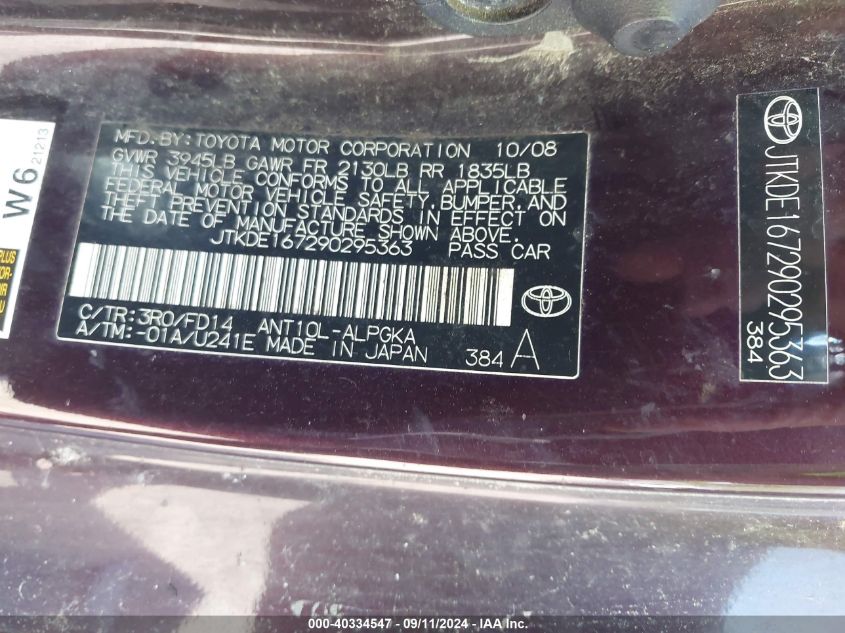 MFD.BY:TOYOTA MOTOR CORPORATION 10/08
GVWR 3945LB GAWR FR 2130LB RR 1835LB
THIS VEHICLE CONFORMS TO ALL APPLICABLE
FEDERAL MOTOR VEHICLE SAFETY,BUMPER, AND
THEFT PREVENTION STANDARDS IN EFFECT ON
THE DATE OF MANUFACTURE SHOWN ABOVE.
JTKDE167290295363 PASS CAR
C/TR:3R0/FD14 ANT10L-ALPGKA
A/TM:-01A/U241E MADE IN JAPAN 384 A
JTKDE167290295363
384
W6 21213
PLUS
000-40334547 - 09/11/2024 - IAA, Inc.